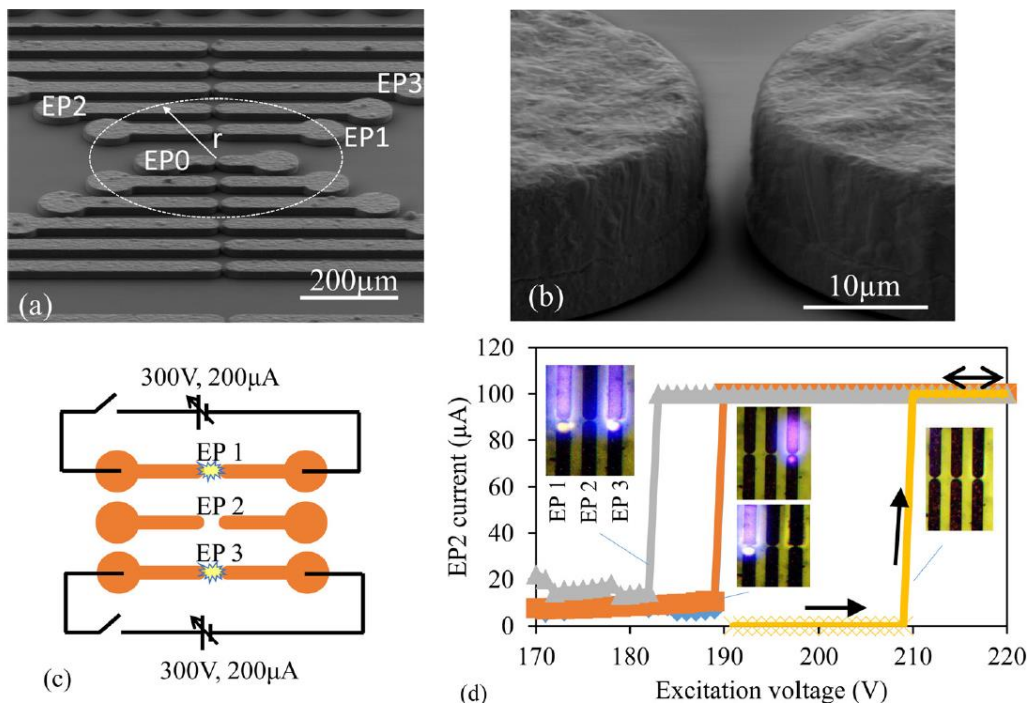 EP3
EP2
EP1
r
EP0
200µm
(a)
10µm
(b)
300V, 200µA
EP 1
EP 2
EP 3
300V, 200µA
(c)
120
100
80
60
40
20
0
EP2 current (µA)
EP 1
EP 2
EP 3
170
180
190
200
210
220
Excitation voltage (V)
(d)